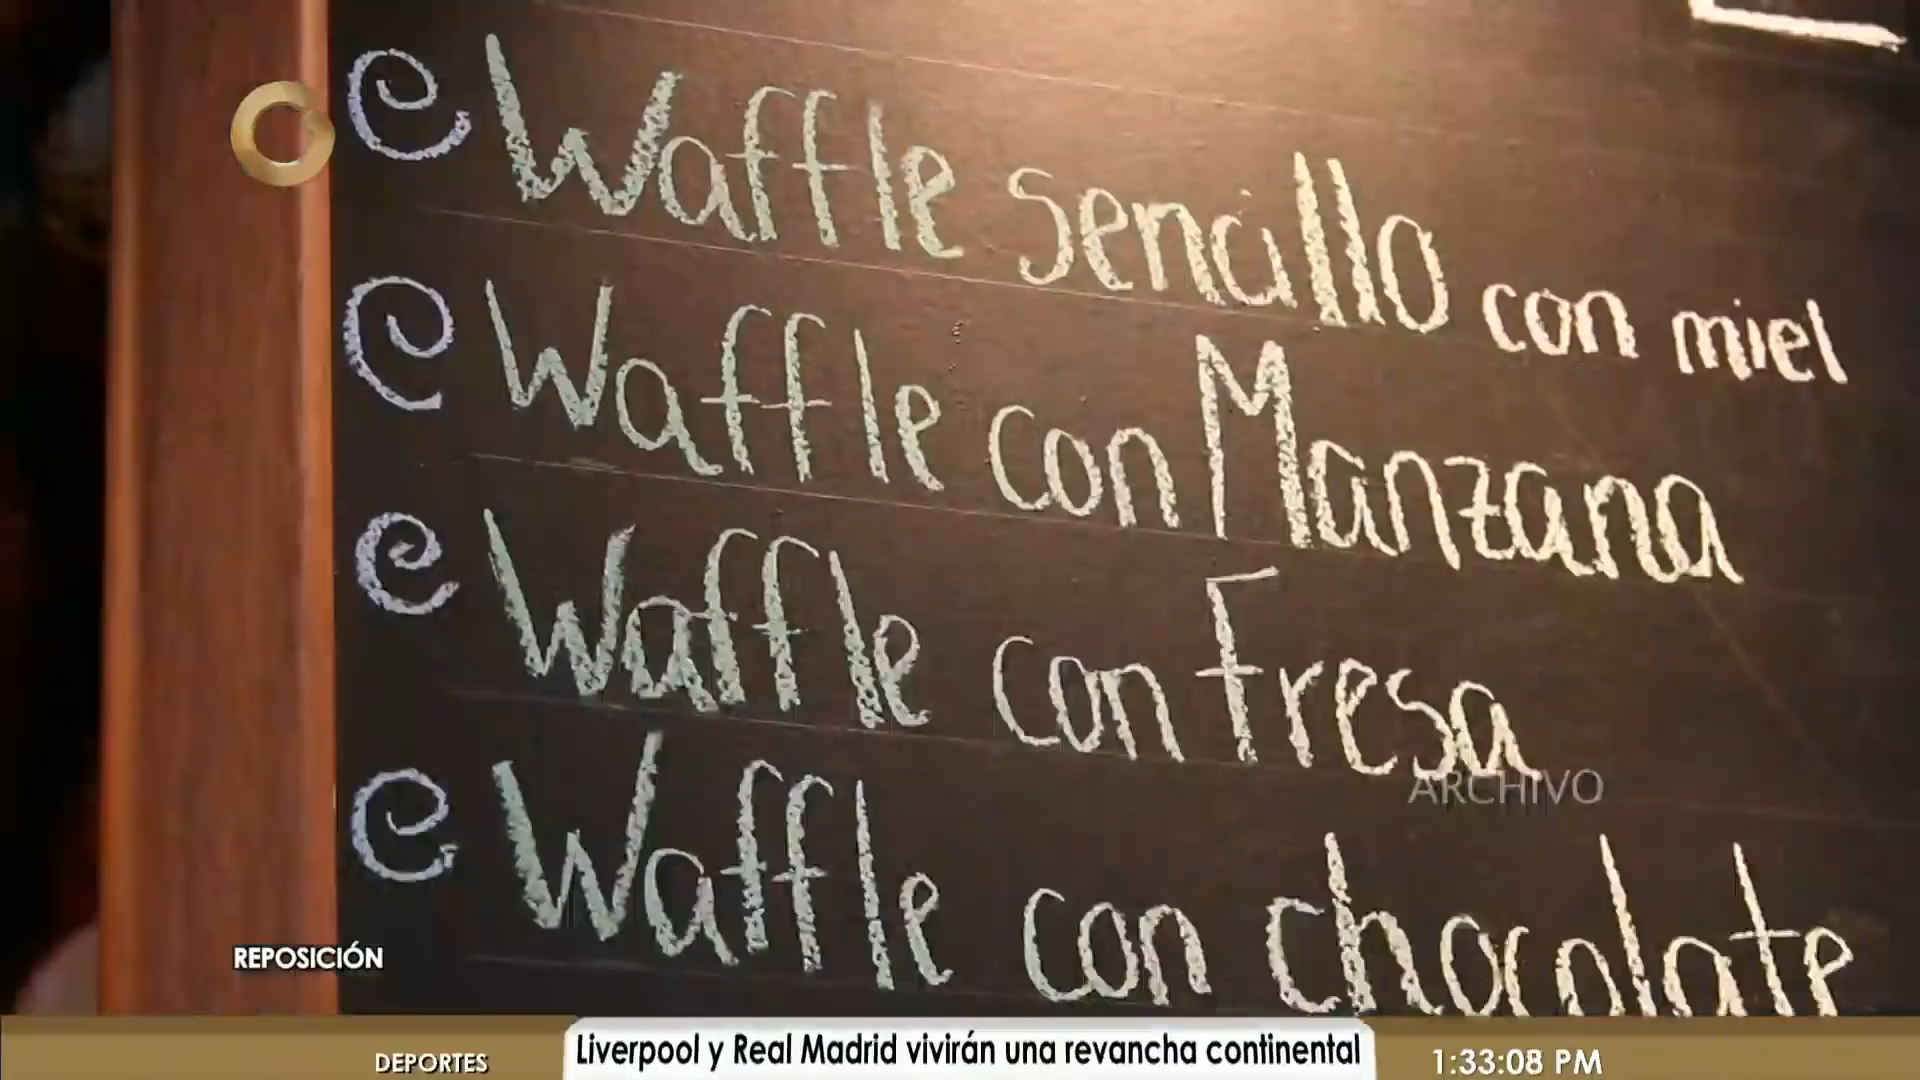 Waffle sencillo con miel
Waffle con Manzana
Waffle con Fresa
ARCHIVO
Waffle con chocolate
REPOSICIÓN
DEPORTES
Liverpool y Real Madrid vivirán una revancha continental
1:33:08 PM